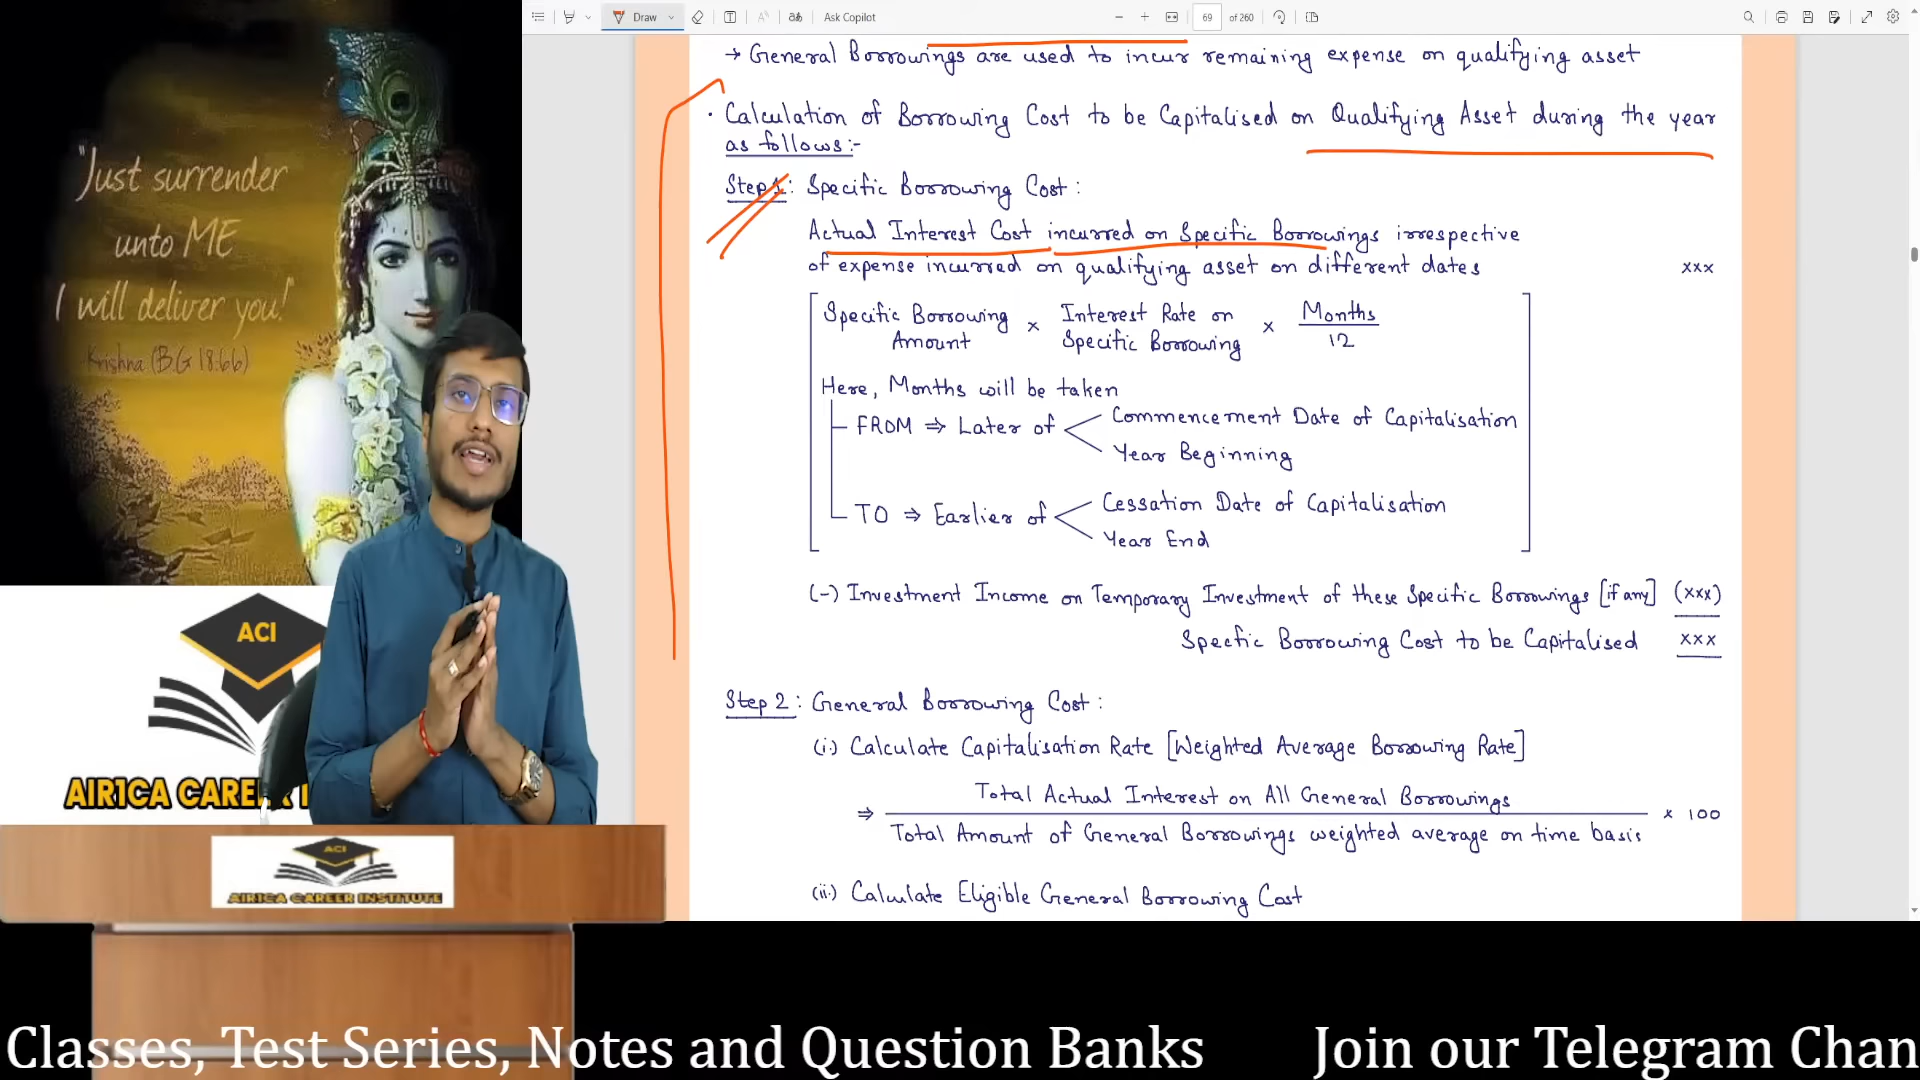 "Just surrender
unto ME
I will deliver you!"
Krishna (B.G 18.66)
ACI
AIR1CA CARE
ACI
AIR1CA CAREER INSTITUTE
Draw
Ask Copilot
69 of 260
→ General Borrowings are used to incur remaining expense on qualifying asset
· Calculation of Borrowing Cost to be Capitalised on Qualifying Asset during the year
as follows:-
Step 1: Specific Borrowing Cost:
Actual Interest Cost incurred on Specific Borrowings irrespective
of expense incurred on qualifying asset on different dates xxx
Specific Borrowing Amount × Interest Rate on Specific Borrowing × Months / 12
Here, Months will be taken
FROM ⇒ Later of
Commencement Date of Capitalisation
Year Beginning
TO ⇒ Earlier of
Cessation Date of Capitalisation
Year End
(-) Investment Income on Temporary Investment of these Specific Borrowings [if any] (xxx)
Specfic Borrowing Cost to be Capitalised xxx
Step 2: General Borrowing Cost:
(i.) Calculate Capitalisation Rate [Weighted Average Borrowing Rate]
⇒ Total Actual Interest on All General Borrowings / Total Amount of General Borrowings weighted average on time basis × 100
(ii.) Calculate Eligible General Borrowing Cost
Classes, Test Series, Notes and Question Banks Join our Telegram Chan